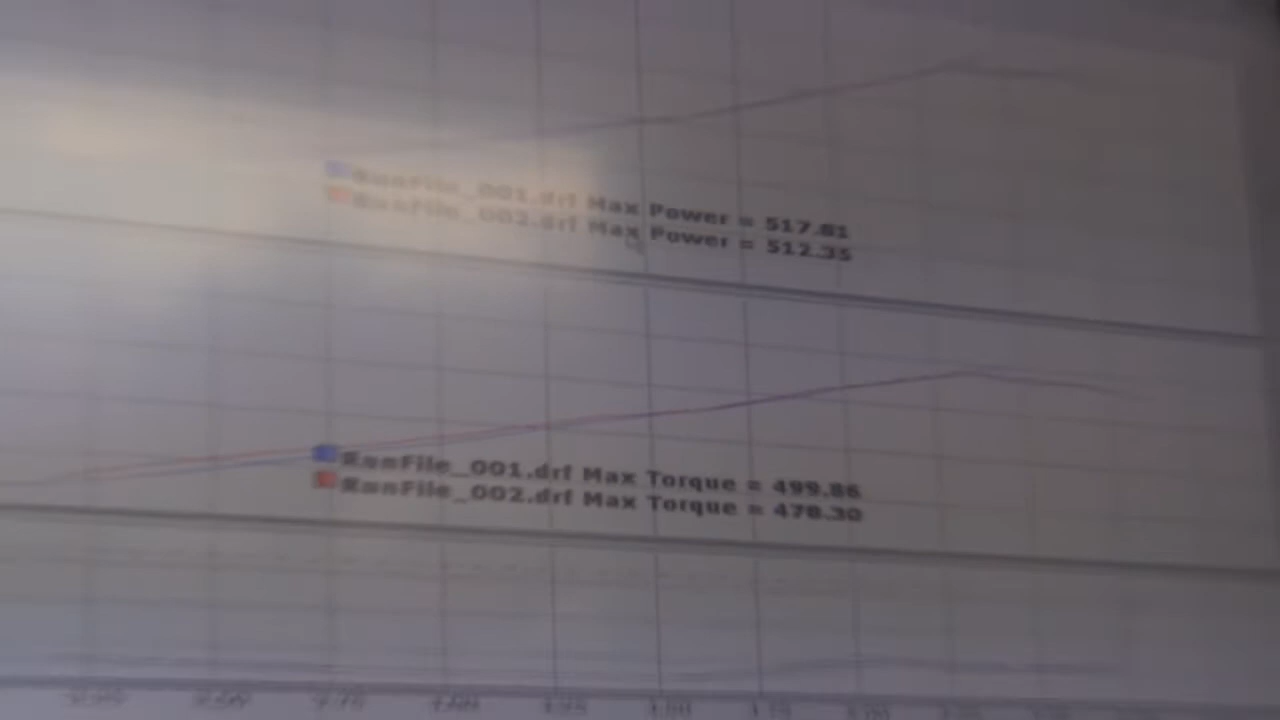 RunFile_001.drf Max Power = 517.81
RunFile_002.drf Max Power = 512.35
RunFile_001.drf Max Torque = 499.86
RunFile_002.drf Max Torque = 478.30